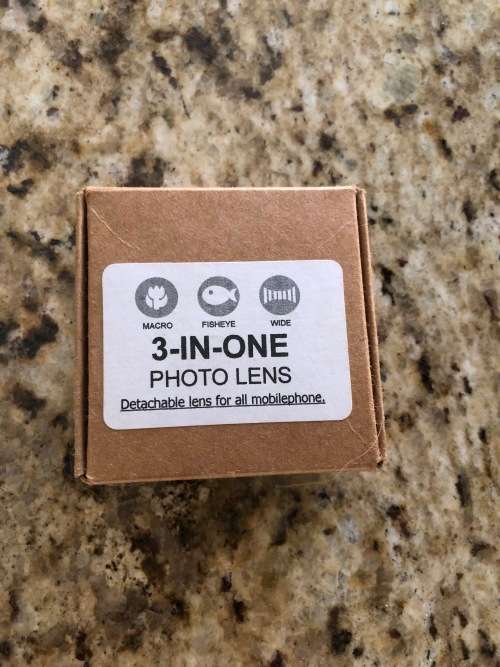 MACRO FISHEYE WIDE
3-IN-ONE
PHOTO LENS
Detachable lens for all mobilephone.